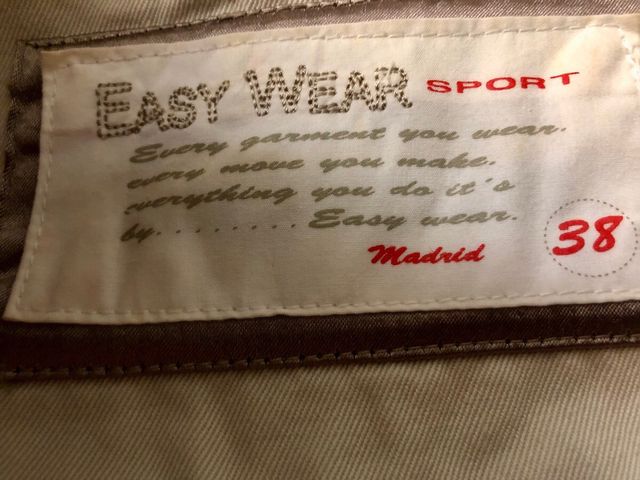 EASY WEAR SPORT
Every garment you wear.
every move you make.
everything you do it's
by......... Easy wear.
Madrid
38